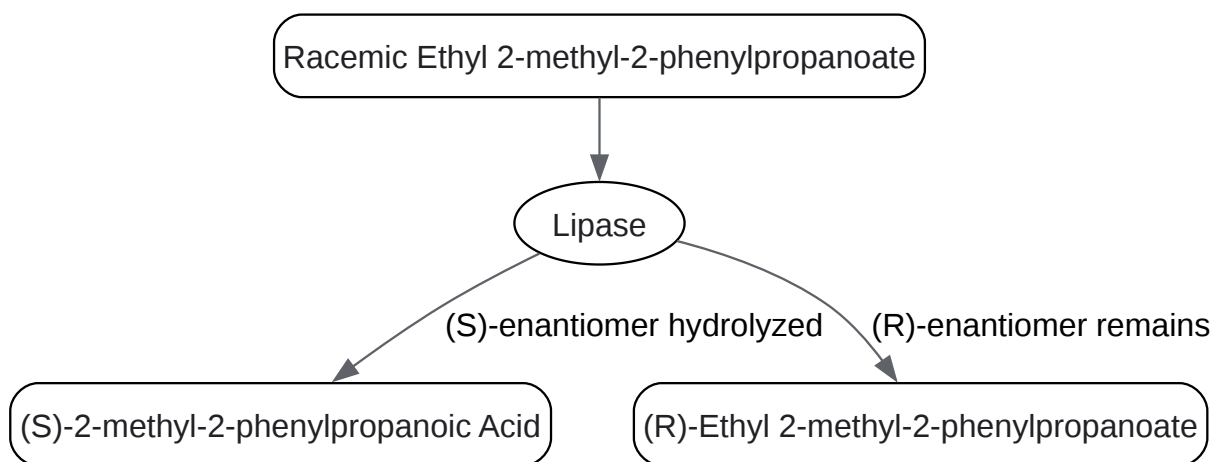 Racemic Ethyl 2-methyl-2-phenylpropanoate
Lipase
(S)-enantiomer hydrolyzed
(R)-enantiomer remains
(S)-2-methyl-2-phenylpropanoic Acid
(R)-Ethyl 2-methyl-2-phenylpropanoate